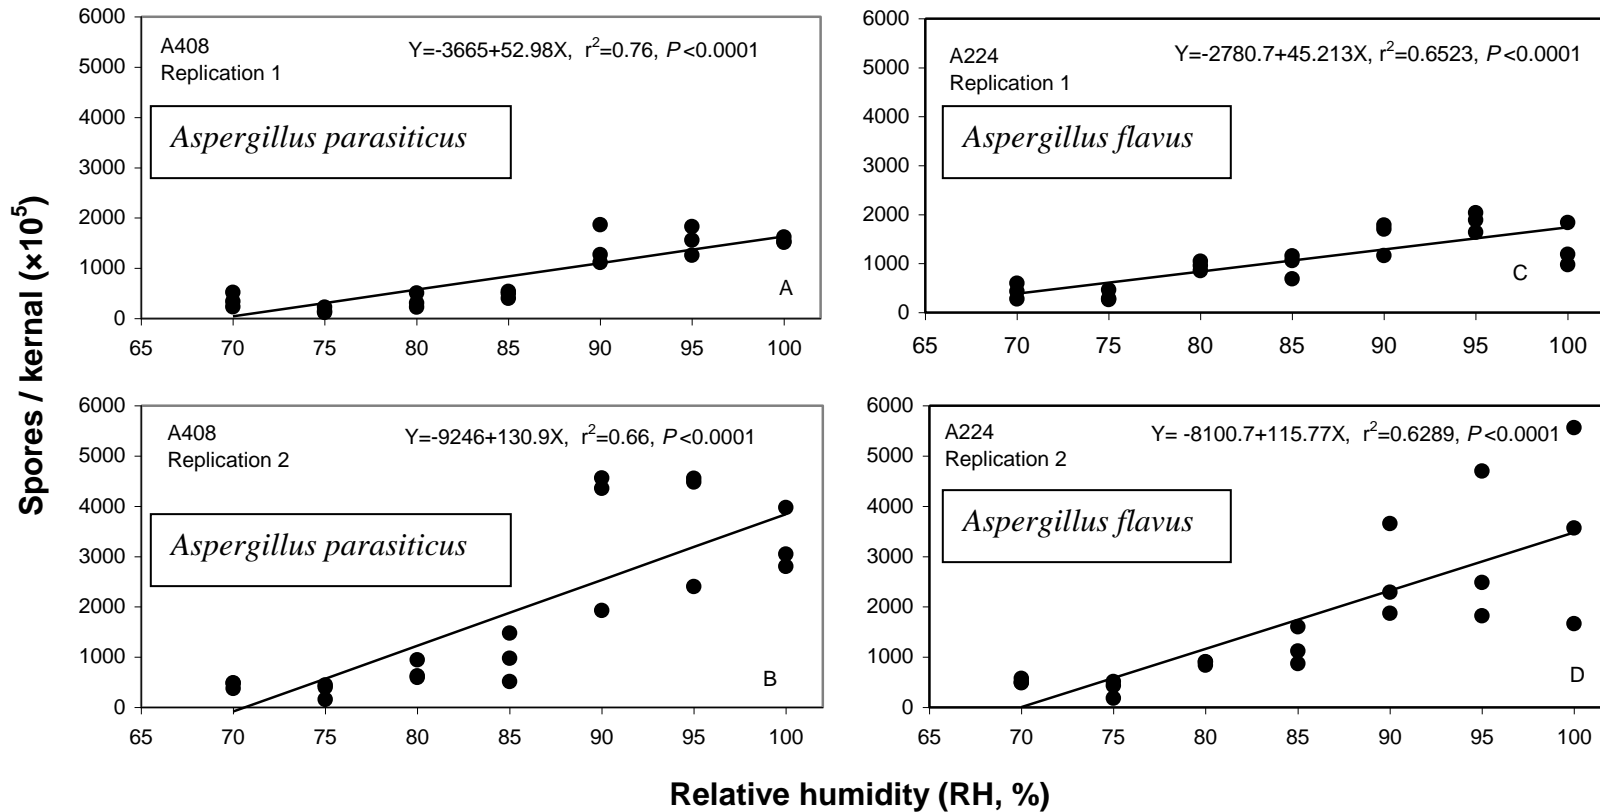 Spores / kernal (×10⁵)
6000
5000
4000
3000
2000
1000
0
A408
Replication 1
Y=-3665+52.98X, r²=0.76, P<0.0001
Aspergillus parasiticus
A
65 70 75 80 85 90 95 100
6000
5000
4000
3000
2000
1000
0
A224
Replication 1
Y=-2780.7+45.213X, r²=0.6523, P<0.0001
Aspergillus flavus
C
65 70 75 80 85 90 95 100
6000
5000
4000
3000
2000
1000
0
A408
Replication 2
Y=-9246+130.9X, r²=0.66, P<0.0001
Aspergillus parasiticus
B
65 70 75 80 85 90 95 100
6000
5000
4000
3000
2000
1000
0
A224
Replication 2
Y= -8100.7+115.77X, r²=0.6289, P<0.0001
Aspergillus flavus
D
65 70 75 80 85 90 95 100
Relative humidity (RH, %)